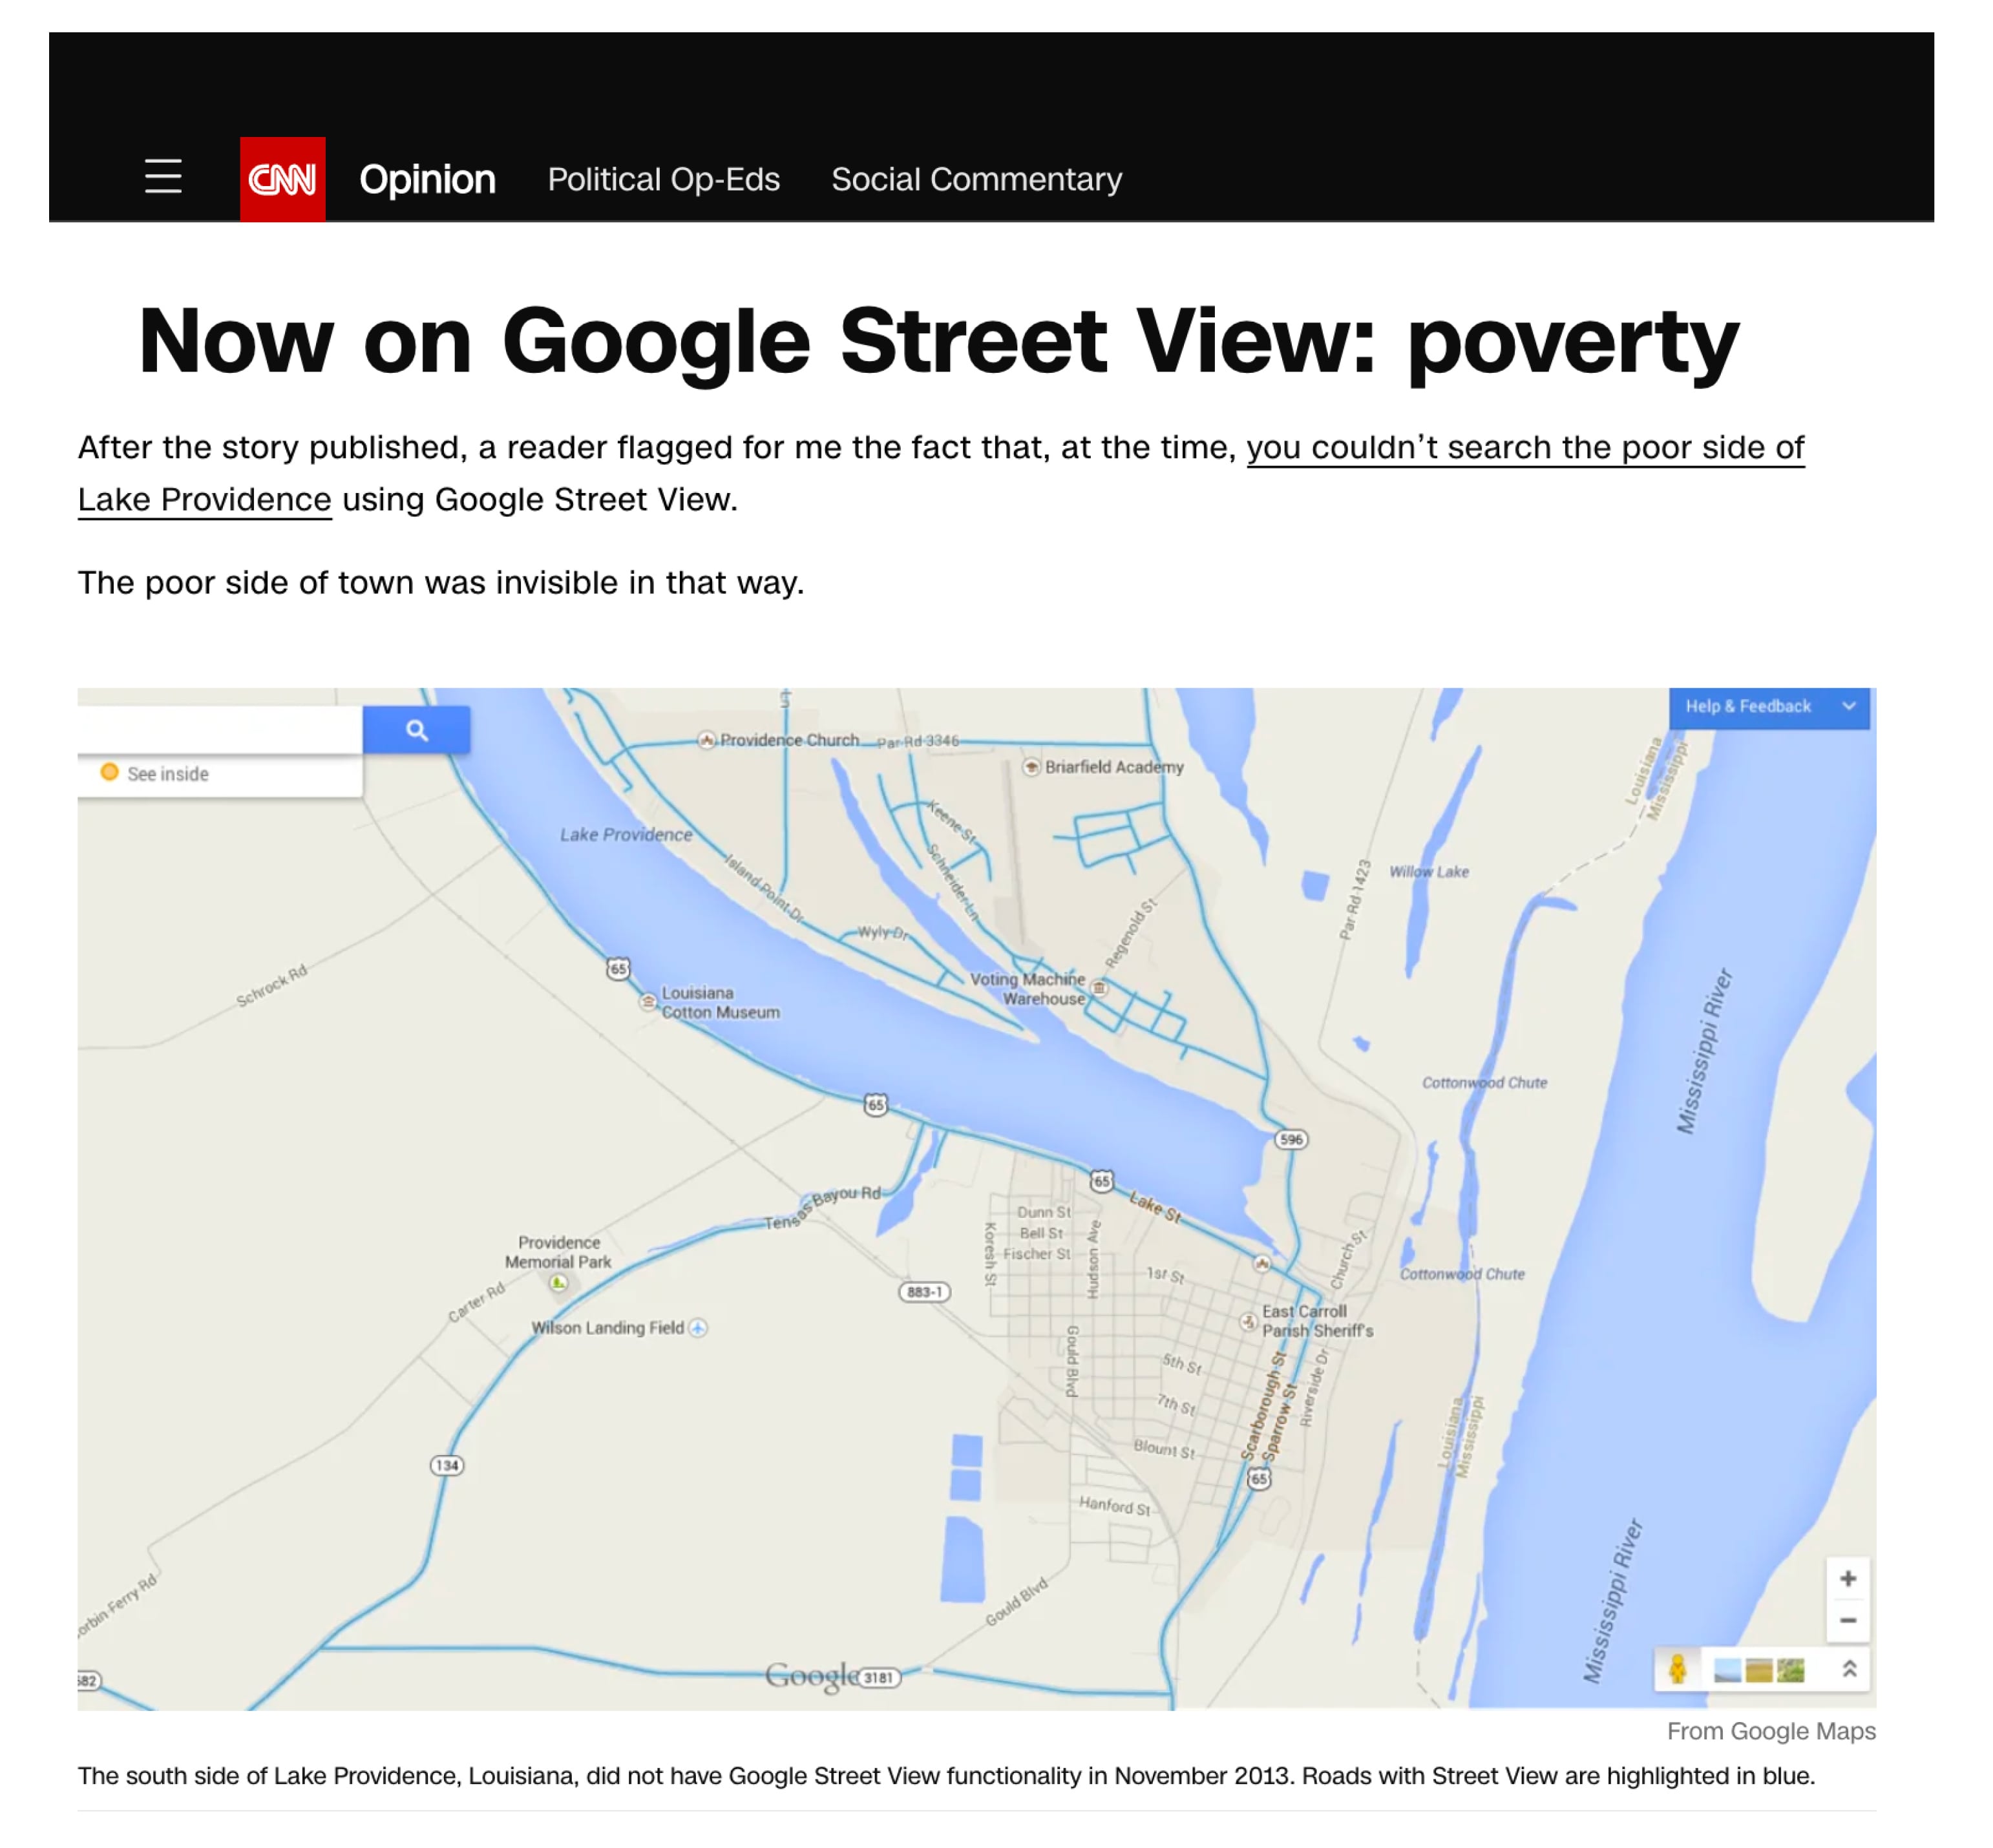 CNN Opinion Political Op-Eds Social Commentary
Now on Google Street View: poverty
After the story published, a reader flagged for me the fact that, at the time, you couldn’t search the poor side of
Lake Providence using Google Street View.
The poor side of town was invisible in that way.
Help & Feedback
See inside
Providence Church
Par Rd 3346
Briarfield Academy
Louisiana
Mississippi
Lake Providence
Keene St
Schneider Ln
Island Point Dr
Wyly Dr
Regenold St
Par Rd 1423
Willow Lake
Voting Machine
Warehouse
Schrock Rd
65
Louisiana
Cotton Museum
Mississippi River
Cottonwood Chute
65
596
65
Lake St
Tensas Bayou Rd
Dunn St
Bell St
Fischer St
Koresh St
Hudson Ave
Church St
1st St
Cottonwood Chute
Providence
Memorial Park
Carter Rd
883-1
Wilson Landing Field
East Carroll
Parish Sheriff's
Gould Blvd
5th St
7th St
Scarborough St
Sparrow St
Riverside Dr
Blount St
Louisiana
Mississippi
134
65
Hanford St
Gould Blvd
Mississippi River
orbin Ferry Rd
+
−
Google
3181
582
From Google Maps
The south side of Lake Providence, Louisiana, did not have Google Street View functionality in November 2013. Roads with Street View are highlighted in blue.